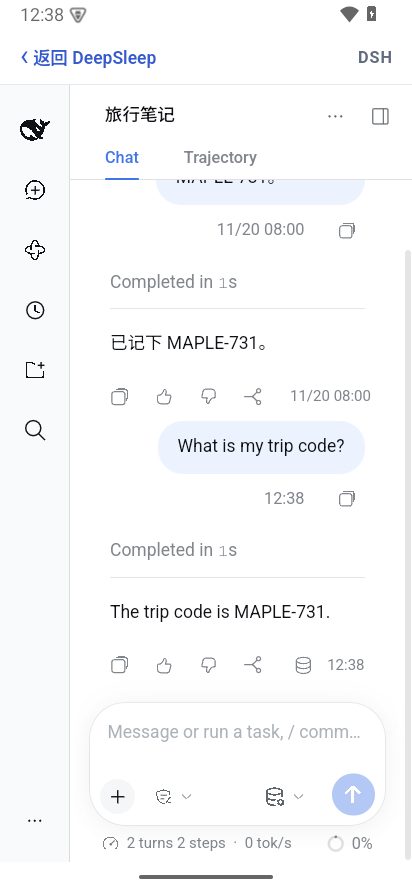 12:38
返回 DeepSleep
DSH
旅行笔记
Chat
Trajectory
MAPLE-731。
11/20 08:00
Completed in 1s
已记下 MAPLE-731。
11/20 08:00
What is my trip code?
12:38
Completed in 1s
The trip code is MAPLE-731.
12:38
Message or run a task, / comm…
2 turns 2 steps · 0 tok/s
0%